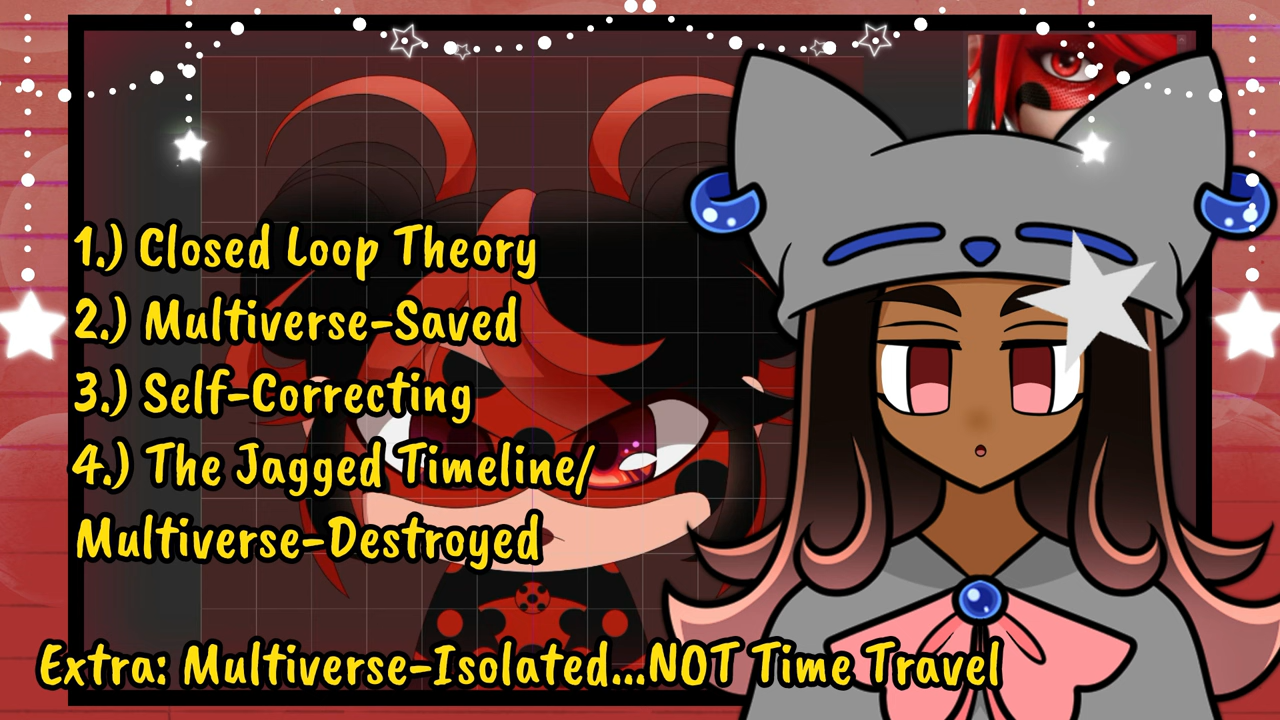 1.) Closed Loop Theory
2.) Multiverse-Saved
3.) Self-Correcting
4.) The Jagged Timeline/
Multiverse-Destroyed
Extra: Multiverse-Isolated...NOT Time Travel